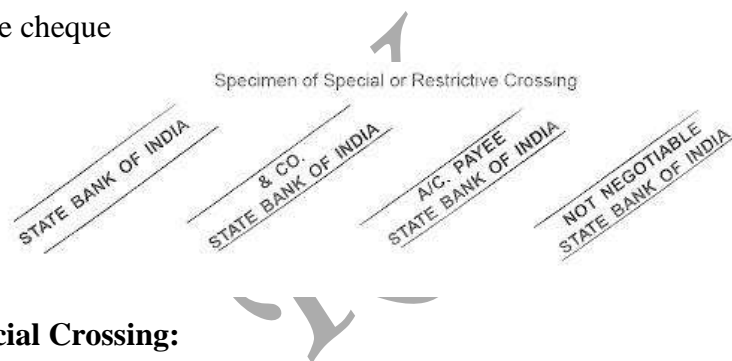 e cheque
Specimen of Special or Restrictive Crossing
STATE BANK OF INDIA
& CO.
STATE BANK OF INDIA
A/C. PAYEE
STATE BANK OF INDIA
NOT NEGOTIABLE
STATE BANK OF INDIA
cial Crossing: